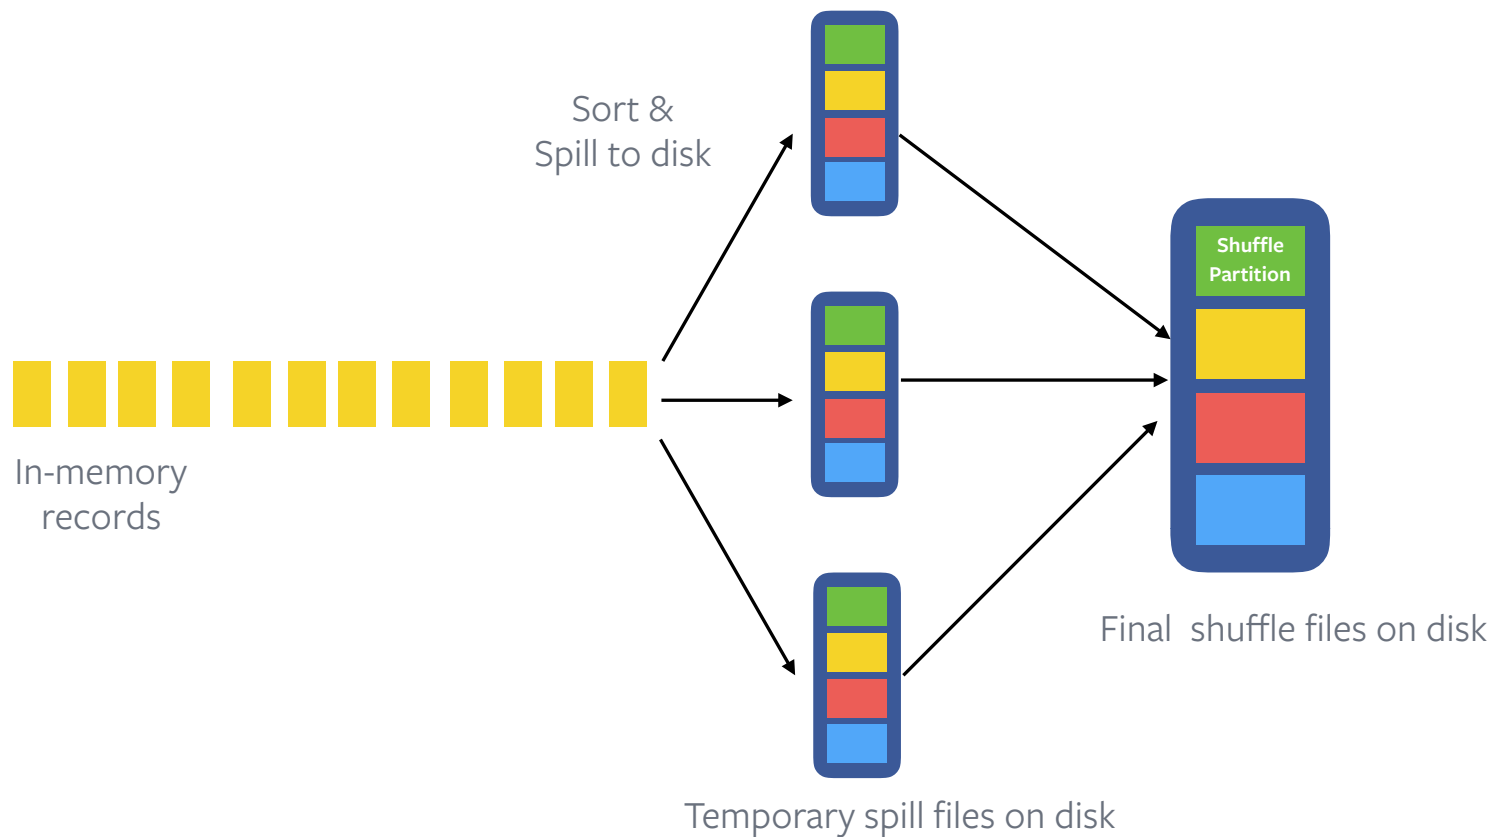 Sort &
Spill to disk
Shuffle
Partition
In-memory
records
Final shuffle files on disk
Temporary spill files on disk